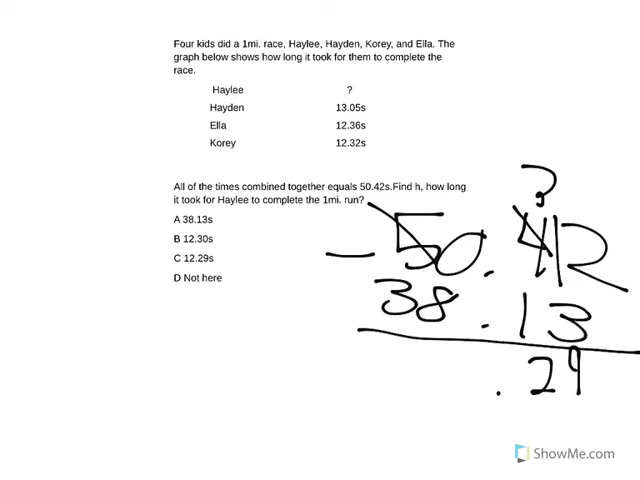 Four kids did a 1mi. race, Haylee, Hayden, Korey, and Ella. The
graph below shows how long it took for them to complete the
race.
Haylee ?
Hayden 13.05s
Ella 12.36s
Korey 12.32s
All of the times combined together equals 50.42s.Find h, how long
it took for Haylee to complete the 1mi. run?
A 38.13s
B 12.30s
C 12.29s
D Not here
3
- 50.412
38.13
.29
ShowMe.com